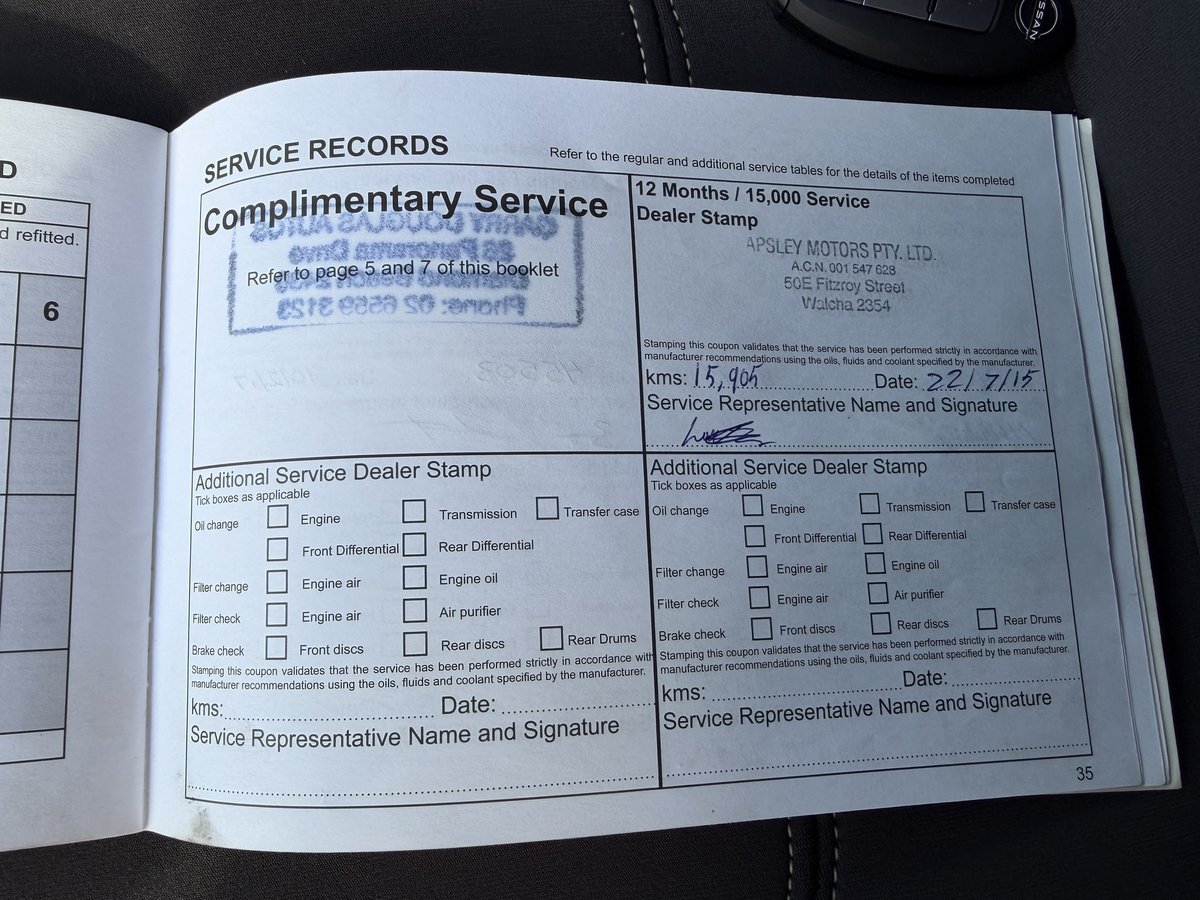 D
ED
d refitted.
6
NISSAN
SERVICE RECORDS
Refer to the regular and additional service tables for the details of the items completed
Complimentary Service
GARRY DOUGLAS AUTOS
Panorama Drive
Phone: 02 6559 3123
Refer to page 5 and 7 of this booklet
12 Months / 15,000 Service
Dealer Stamp
APSLEY MOTORS PTY. LTD.
A.C.N. 001 547 628
50E Fitzroy Street
Walcha 2354
Stamping this coupon validates that the service has been performed strictly in accordance with
manufacturer recommendations using the oils, fluids and coolant specified by the manufacturer.
kms: 15,905 Date: 22/7/15
Service Representative Name and Signature
Additional Service Dealer Stamp
Tick boxes as applicable
Oil change Engine Transmission Transfer case
Front Differential Rear Differential
Filter change Engine air Engine oil
Filter check Engine air Air purifier
Brake check Front discs Rear discs Rear Drums
Stamping this coupon validates that the service has been performed strictly in accordance with
manufacturer recommendations using the oils, fluids and coolant specified by the manufacturer.
kms: Date:
Service Representative Name and Signature
Additional Service Dealer Stamp
Tick boxes as applicable
Oil change Engine Transmission Transfer case
Front Differential Rear Differential
Filter change Engine air Engine oil
Filter check Engine air Air purifier
Brake check Front discs Rear discs Rear Drums
Stamping this coupon validates that the service has been performed strictly in accordance with
manufacturer recommendations using the oils, fluids and coolant specified by the manufacturer.
kms: Date:
Service Representative Name and Signature
35